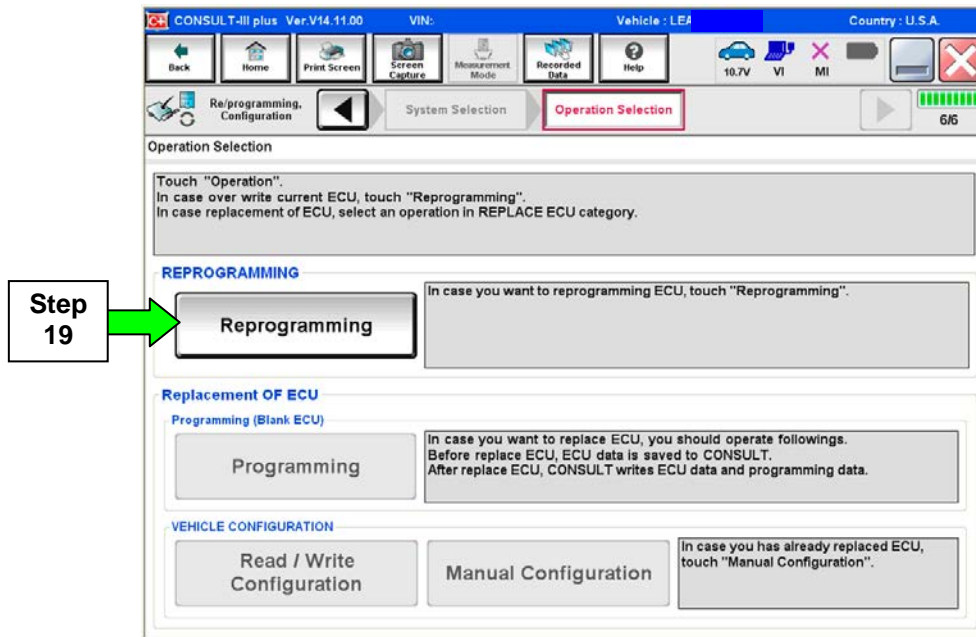 CONSULT-III plus Ver.V14.11.00 VIN: Vehicle : LEA Country : U.S.A.
Back
Home
Print Screen
Screen Capture
Measurement Mode
Recorded Data
Help
10.7V
VI
MI
Re/programming,
Configuration
System Selection
Operation Selection
6/6
Operation Selection
Touch "Operation".
In case over write current ECU, touch "Reprogramming".
In case replacement of ECU, select an operation in REPLACE ECU category.
REPROGRAMMING
Step
19
Reprogramming
In case you want to reprogramming ECU, touch "Reprogramming".
Replacement OF ECU
Programming (Blank ECU)
Programming
In case you want to replace ECU, you should operate followings.
Before replace ECU, ECU data is saved to CONSULT.
After replace ECU, CONSULT writes ECU data and programming data.
VEHICLE CONFIGURATION
Read / Write
Configuration
Manual Configuration
In case you has already replaced ECU,
touch "Manual Configuration".